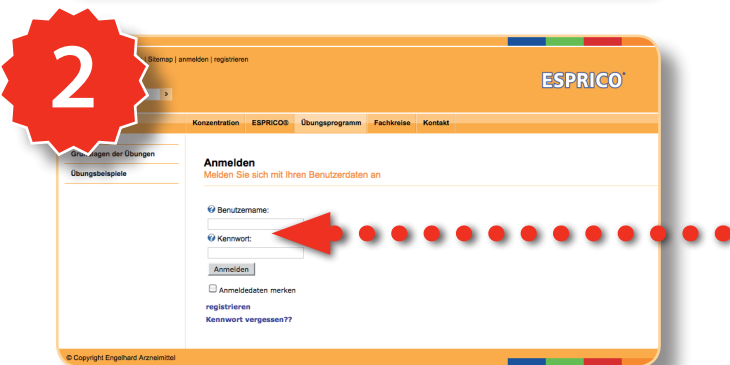 2
| Sitemap | anmelden | registrieren
>
ESPRICO®
Konzentration ESPRICO® Übungsprogramm Fachkreise Kontakt
der Übungen
Übungsbeispiele
Anmelden
Melden Sie sich mit Ihren Benutzerdaten an
? Benutzername:
? Kennwort:
Anmelden
Anmeldedaten merken
registrieren
Kennwort vergessen??
© Copyright Engelhard Arzneimittel